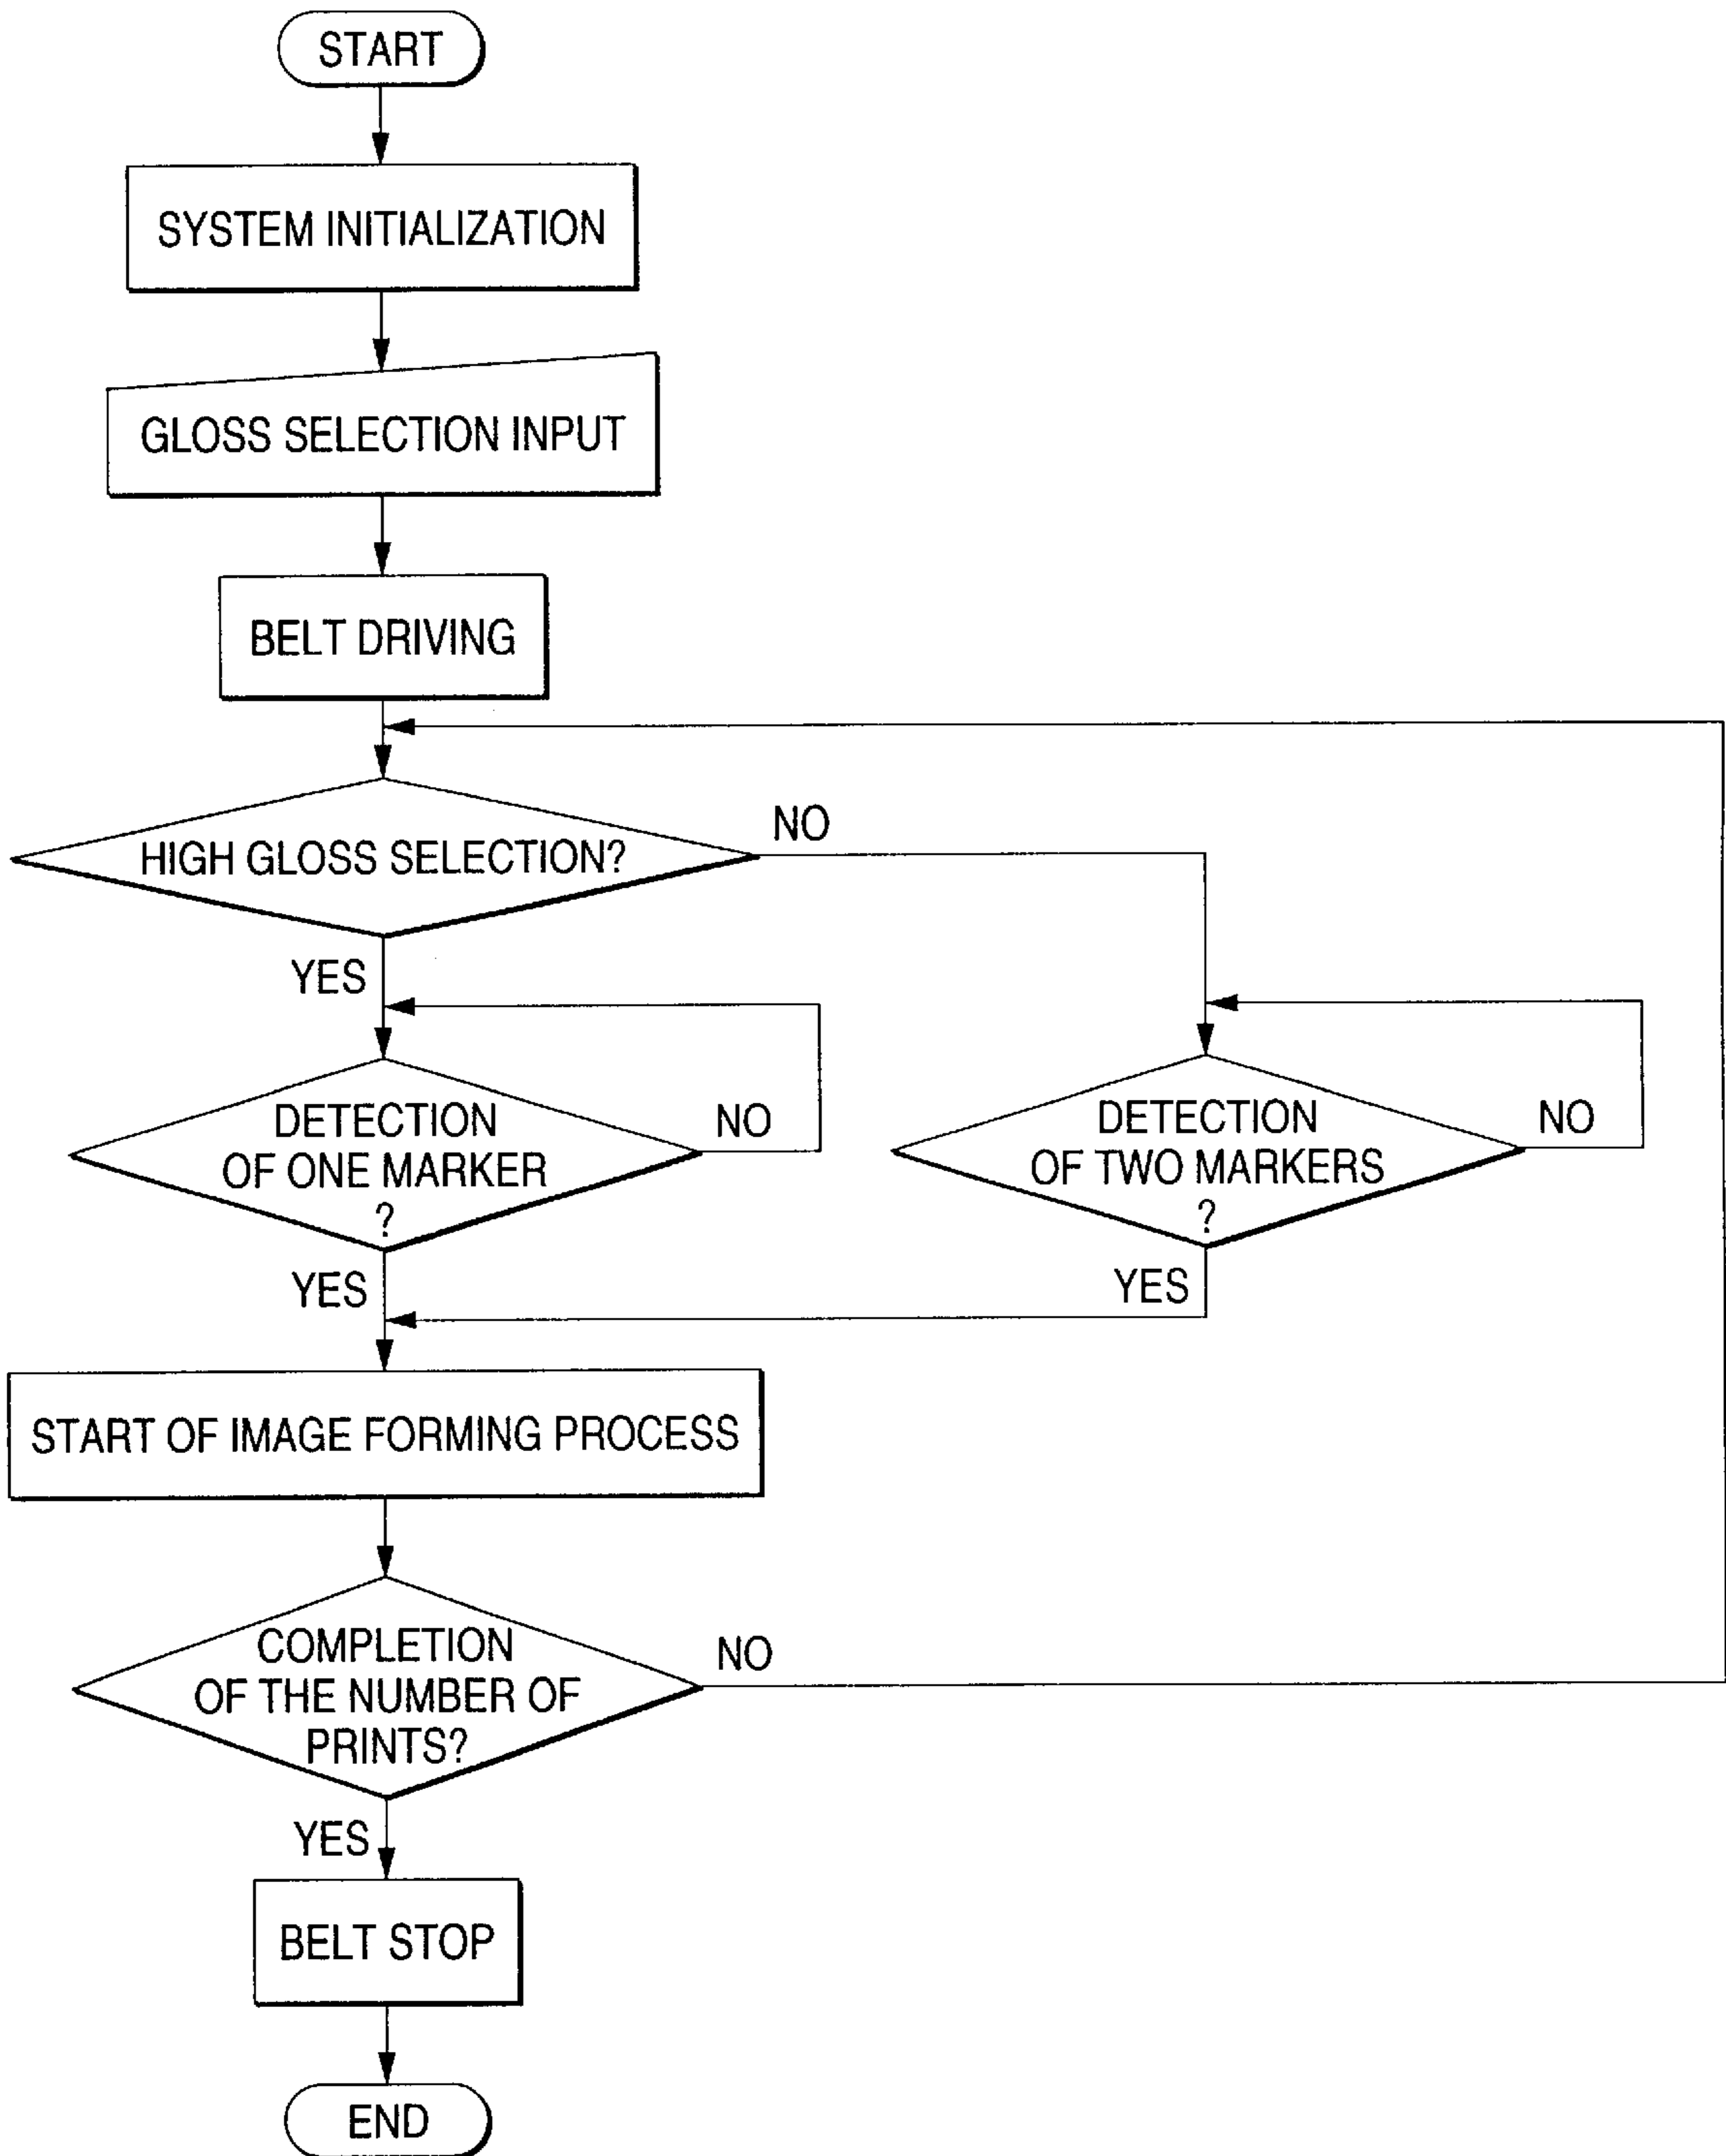 START
SYSTEM INITIALIZATION
GLOSS SELECTION INPUT
BELT DRIVING
HIGH GLOSS SELECTION?
NO
YES
DETECTION
OF ONE MARKER
?
NO
DETECTION
OF TWO MARKERS
?
NO
YES
YES
START OF IMAGE FORMING PROCESS
COMPLETION
OF THE NUMBER OF
PRINTS?
NO
YES
BELT STOP
END